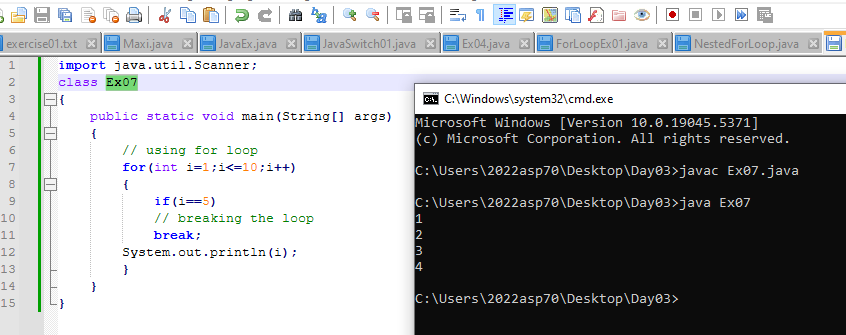 exercise01.txt Maxi.java JavaEx.java JavaSwitch01.java Ex04.java ForLoopEx01.java NestedForLoop.java
1 import java.util.Scanner;
2 class Ex07
3 {
4 public static void main(String[] args)
5 {
6 // using for loop
7 for(int i=1;i<=10;i++)
8 {
9 if(i==5)
10 // breaking the loop
11 break;
12 System.out.println(i);
13 }
14 }
15 }
C:\Windows\system32\cmd.exe
Microsoft Windows [Version 10.0.19045.5371]
(c) Microsoft Corporation. All rights reserved.
C:\Users\2022asp70\Desktop\Day03>javac Ex07.java
C:\Users\2022asp70\Desktop\Day03>java Ex07
1
2
3
4
C:\Users\2022asp70\Desktop\Day03>